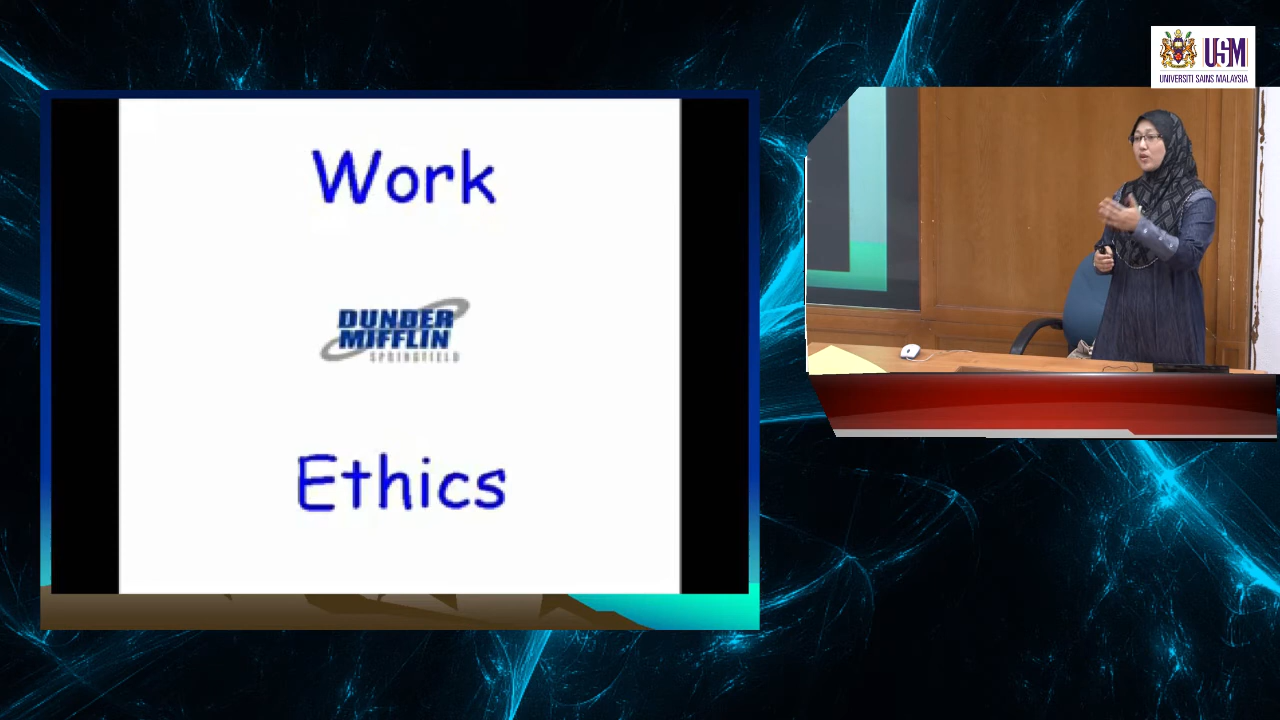 Work
DUNDER
MIFFLIN
SPRINGFIELD
Ethics
USM
UNIVERSITI SAINS MALAYSIA